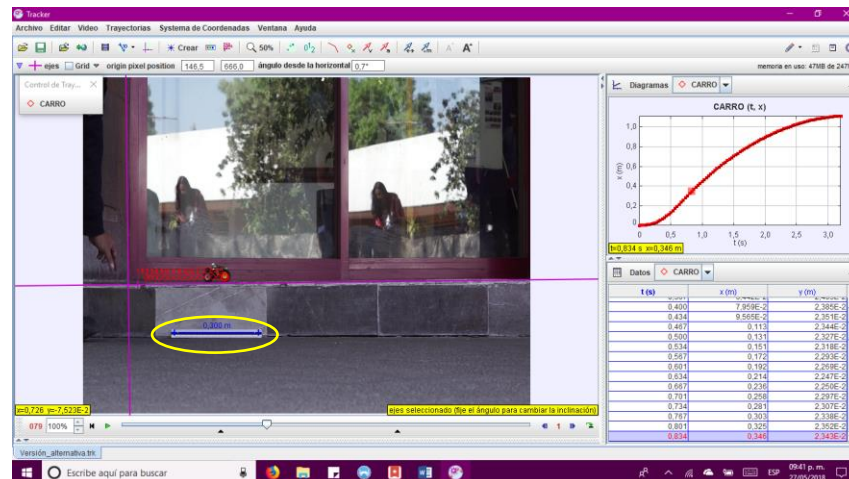 Tracker
Archivo Editar Video Trayectorias Systema de Coordenadas Ventana Ayuda
Crear 50%
ejes Grid origin pixel position 146,5 666,0 ángulo desde la horizontal 0,7°
memoria en uso: 47MB de 247
Control de Tray...
CARRO
0,300 m
x=0,726 y=-7,523E-2
ejes seleccionado (fije el ángulo para cambiar la inclinación)
079 100% 1
Diagramas CARRO
CARRO (t, x)
x (m)
1,0
0,8
0,6
0,4
0,2
0
0 0,5 1,0 1,5 2,0 2,5 3,0
t (s)
t=0,834 s x=0,346 m
Datos CARRO
t (s) x (m) y (m)
0,400 7,959E-2 2,385E-2
0,434 9,565E-2 2,351E-2
0,467 0,113 2,344E-2
0,500 0,131 2,327E-2
0,534 0,151 2,318E-2
0,567 0,172 2,293E-2
0,601 0,192 2,269E-2
0,634 0,214 2,247E-2
0,667 0,236 2,250E-2
0,701 0,258 2,297E-2
0,734 0,281 2,307E-2
0,767 0,303 2,338E-2
0,801 0,325 2,352E-2
0,834 0,346 2,343E-2
Versión_alternativa.trk
Escribe aquí para buscar
ESP
09:41 p. m.
27/05/2018